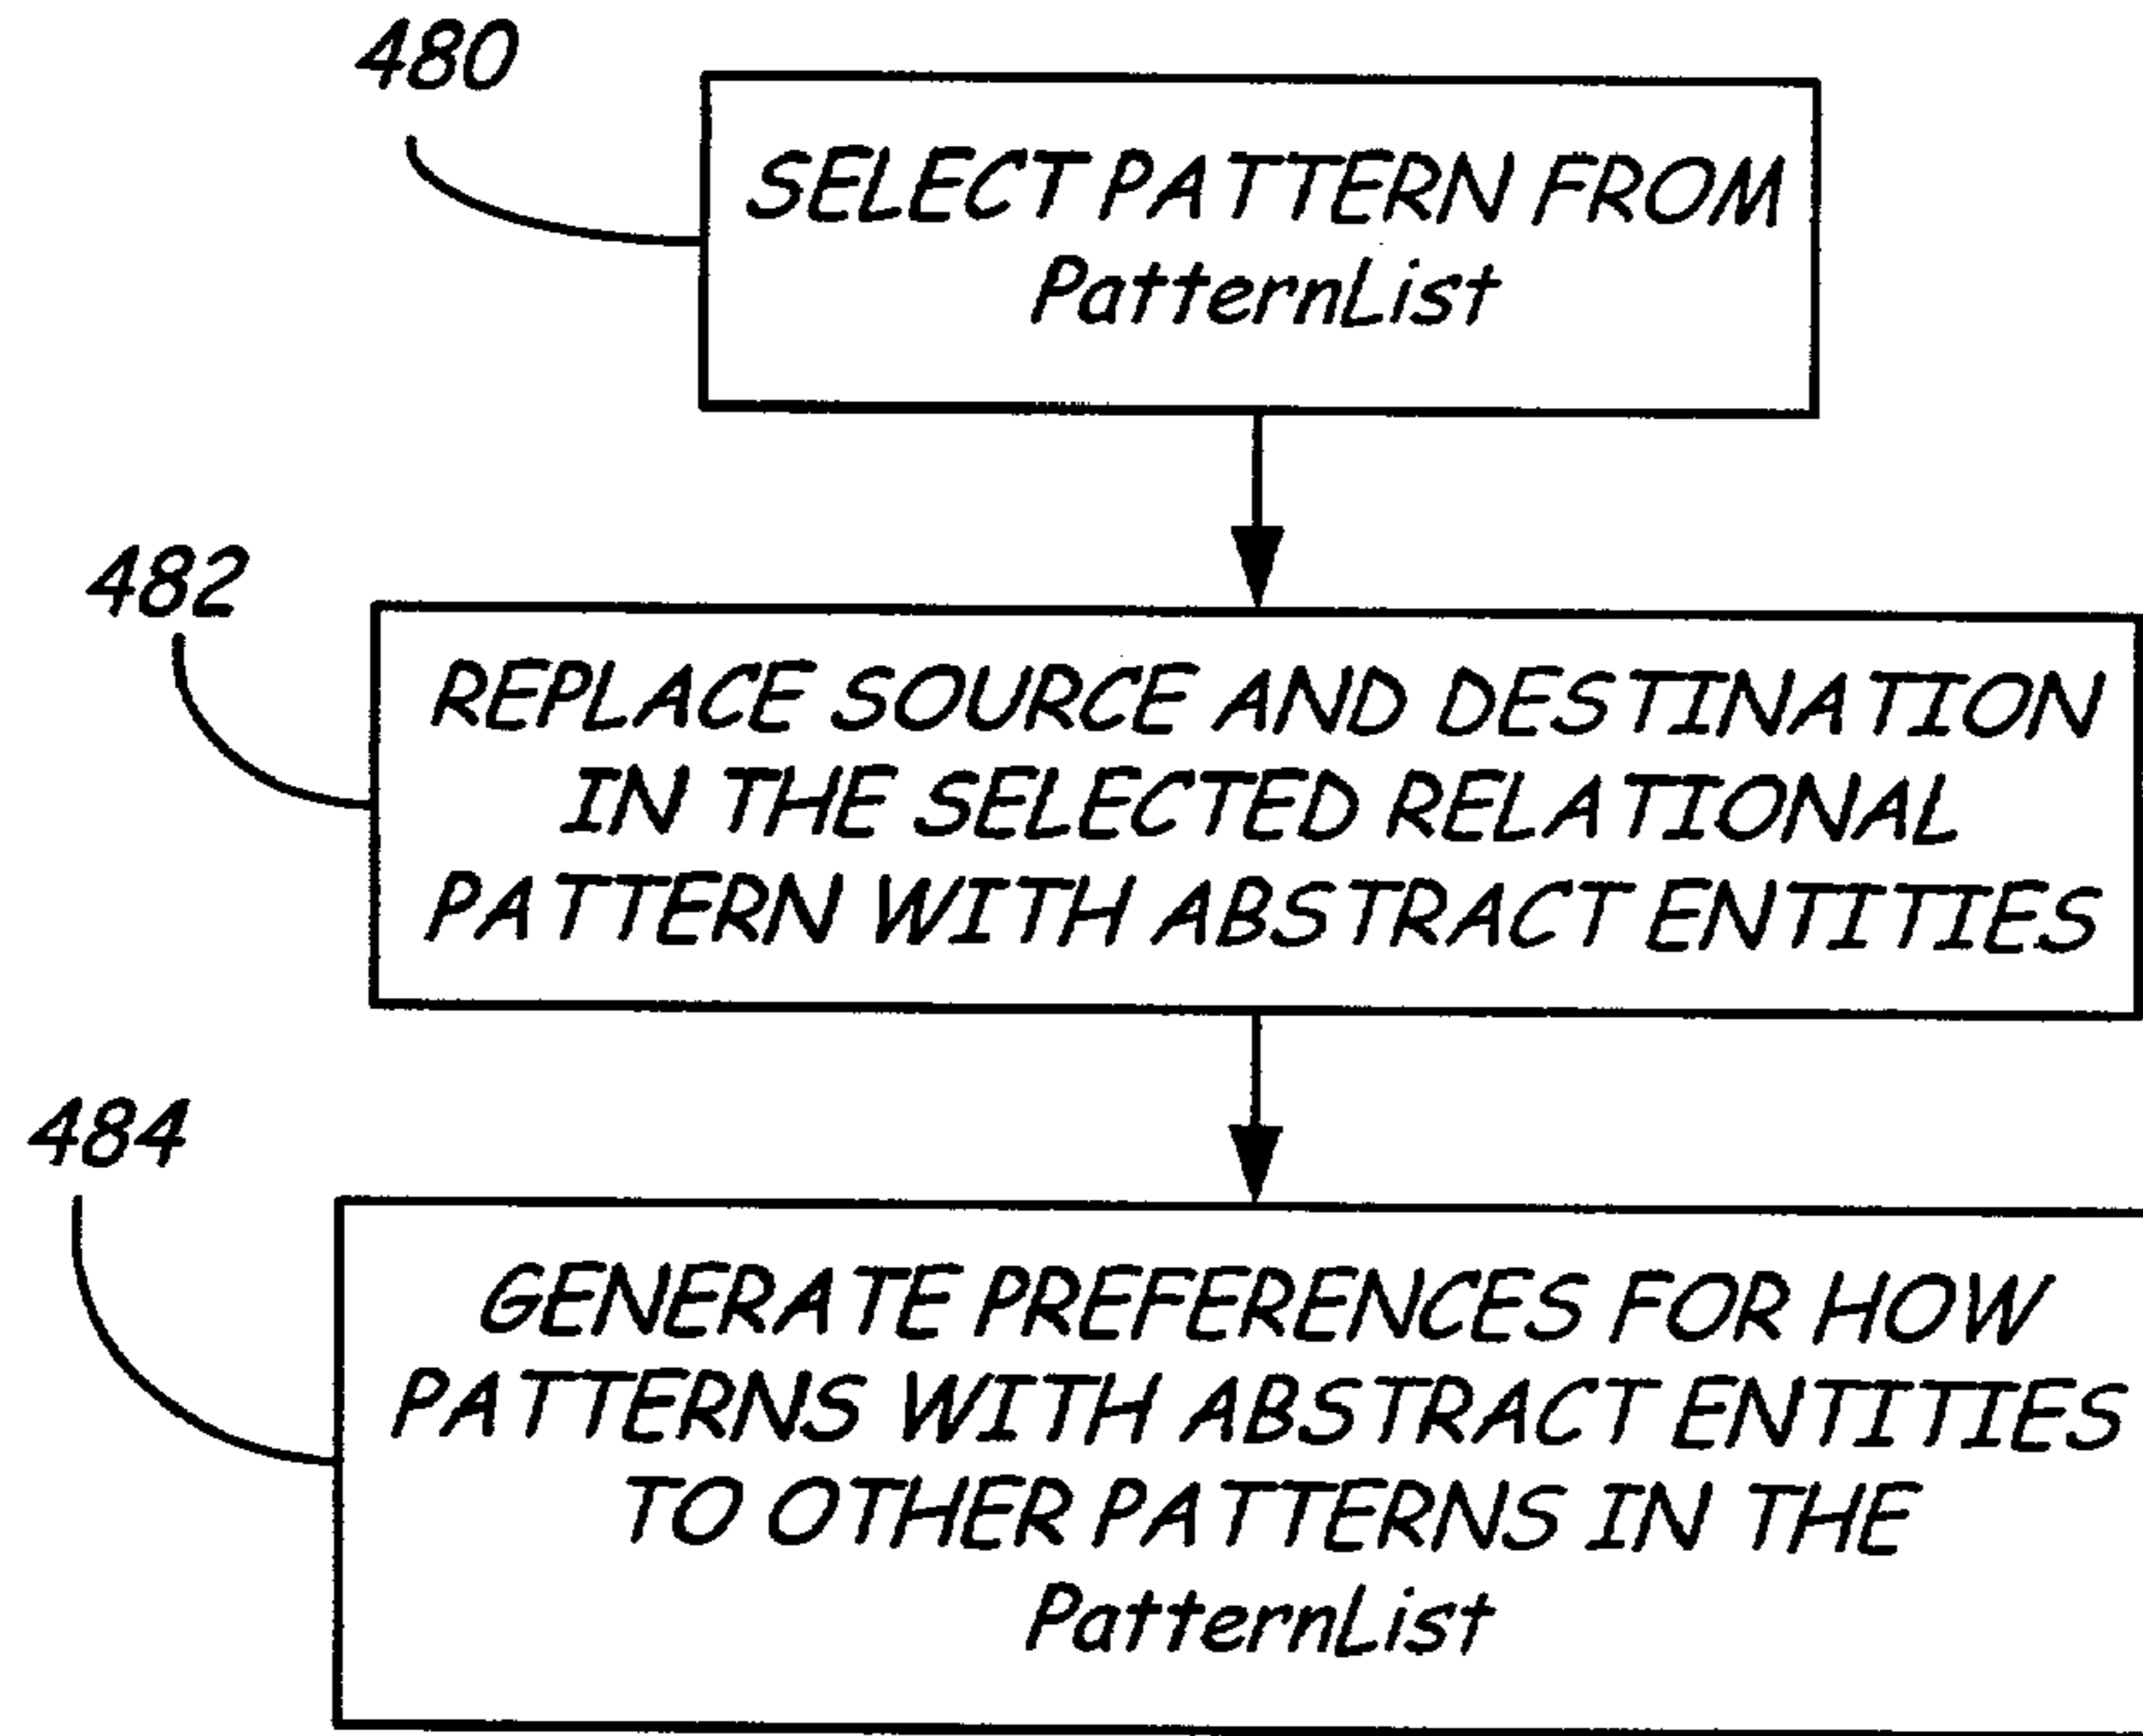 480
SELECT PATTERN FROM
PatternList
482
REPLACE SOURCE AND DESTINATION
IN THE SELECTED RELATIONAL
PATTERN WITH ABSTRACT ENTITIES
484
GENERATE PREFERENCES FOR HOW
PATTERNS WITH ABSTRACT ENTITIES
TO OTHER PATTERNS IN THE
PatternList